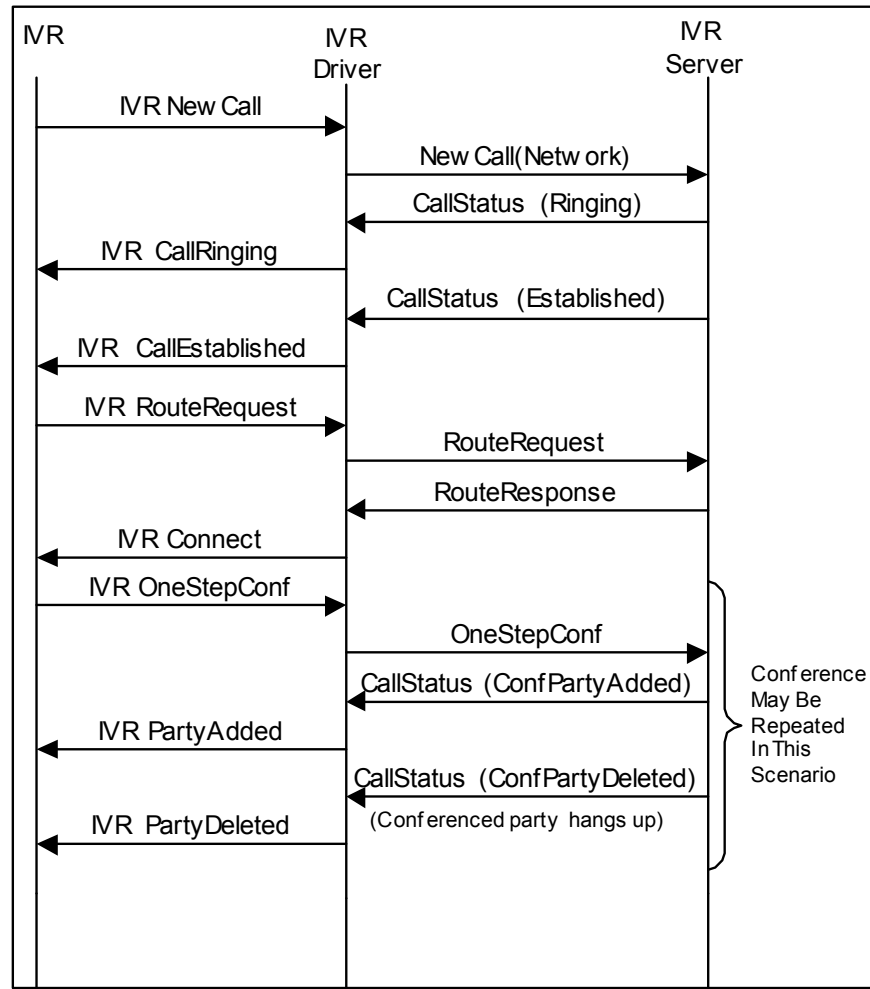 IVR
IVR
Driver
IVR
Server
IVR New Call
New Call(Network)
CallStatus (Ringing)
IVR CallRinging
CallStatus (Established)
IVR CallEstablished
IVR RouteRequest
RouteRequest
RouteResponse
IVR Connect
IVR OneStepConf
OneStepConf
CallStatus (ConfPartyAdded)
IVR PartyAdded
CallStatus (ConfPartyDeleted)
(Conferenced party hangs up)
IVR PartyDeleted
Conference
May Be
Repeated
In This
Scenario